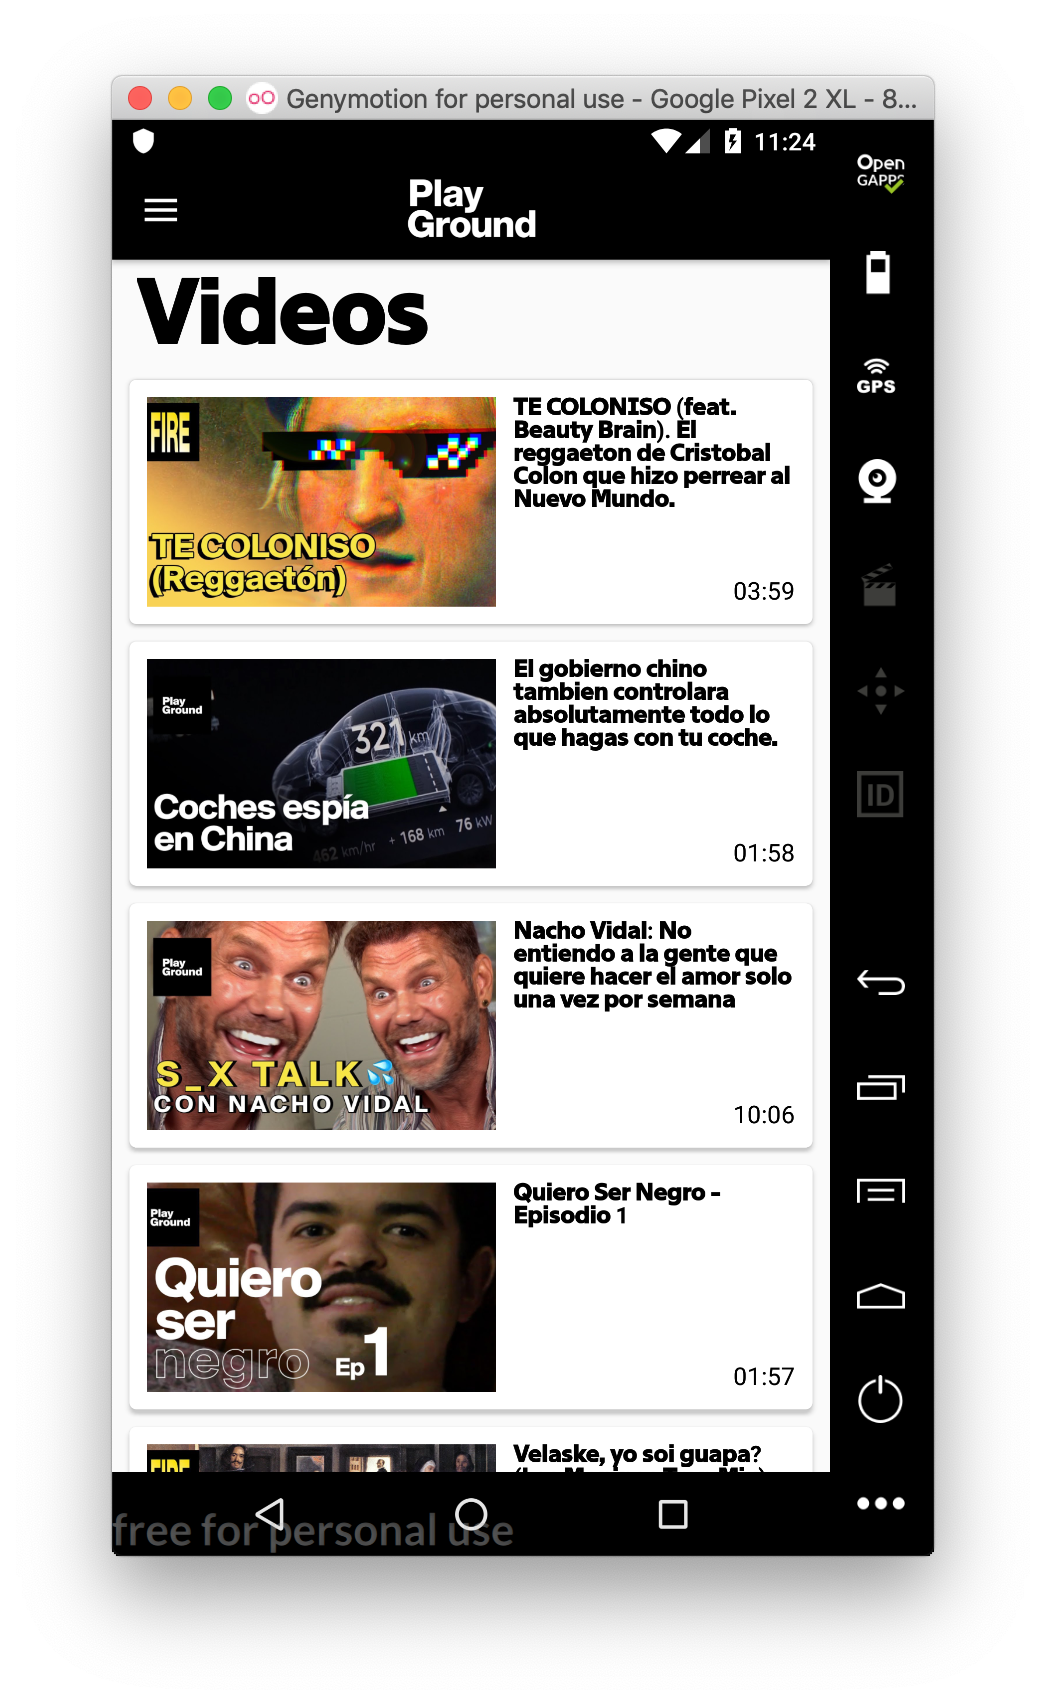 Genymotion for personal use - Google Pixel 2 XL - 8...
11:24
Open
GAPPS
Play
Ground
Videos
GPS
FIRE
TE COLONISO
(Reggaetón)
TE COLONISO (feat.
Beauty Brain). El
reggaeton de Cristobal
Colon que hizo perrear al
Nuevo Mundo.
03:59
Play
Ground
321 km
Coches espía
en China
462 km/hr + 168 km 76 kW
El gobierno chino
tambien controlara
absolutamente todo lo
que hagas con tu coche.
01:58
ID
Play
Ground
S_X TALK
CON NACHO VIDAL
Nacho Vidal: No
entiendo a la gente que
quiere hacer el amor solo
una vez por semana
10:06
Play
Ground
Quiero
ser
negro
Ep 1
Quiero Ser Negro -
Episodio 1
01:57
FIRE
Velaske, yo soi guapa?
free for personal use